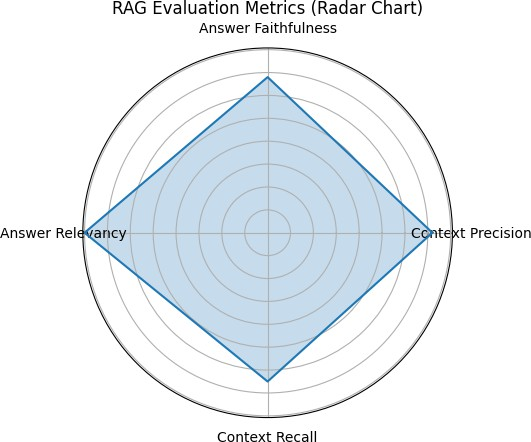 RAG Evaluation Metrics (Radar Chart)
Answer Faithfulness
Answer Relevancy
Context Precision
Context Recall